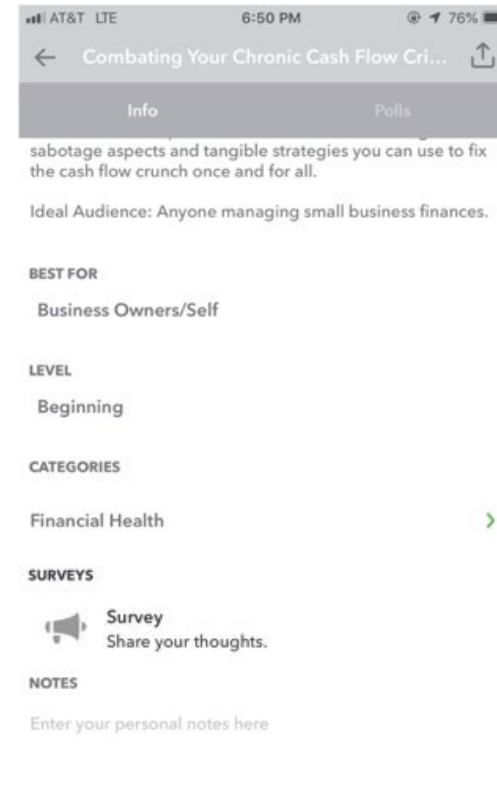 AT&T LTE 6:50 PM 76%
Combating Your Chronic Cash Flow Cri...
Info Polls
sabotage aspects and tangible strategies you can use to fix
the cash flow crunch once and for all.
Ideal Audience: Anyone managing small business finances.
BEST FOR
Business Owners/Self
LEVEL
Beginning
CATEGORIES
Financial Health
SURVEYS
Survey
Share your thoughts.
NOTES
Enter your personal notes here